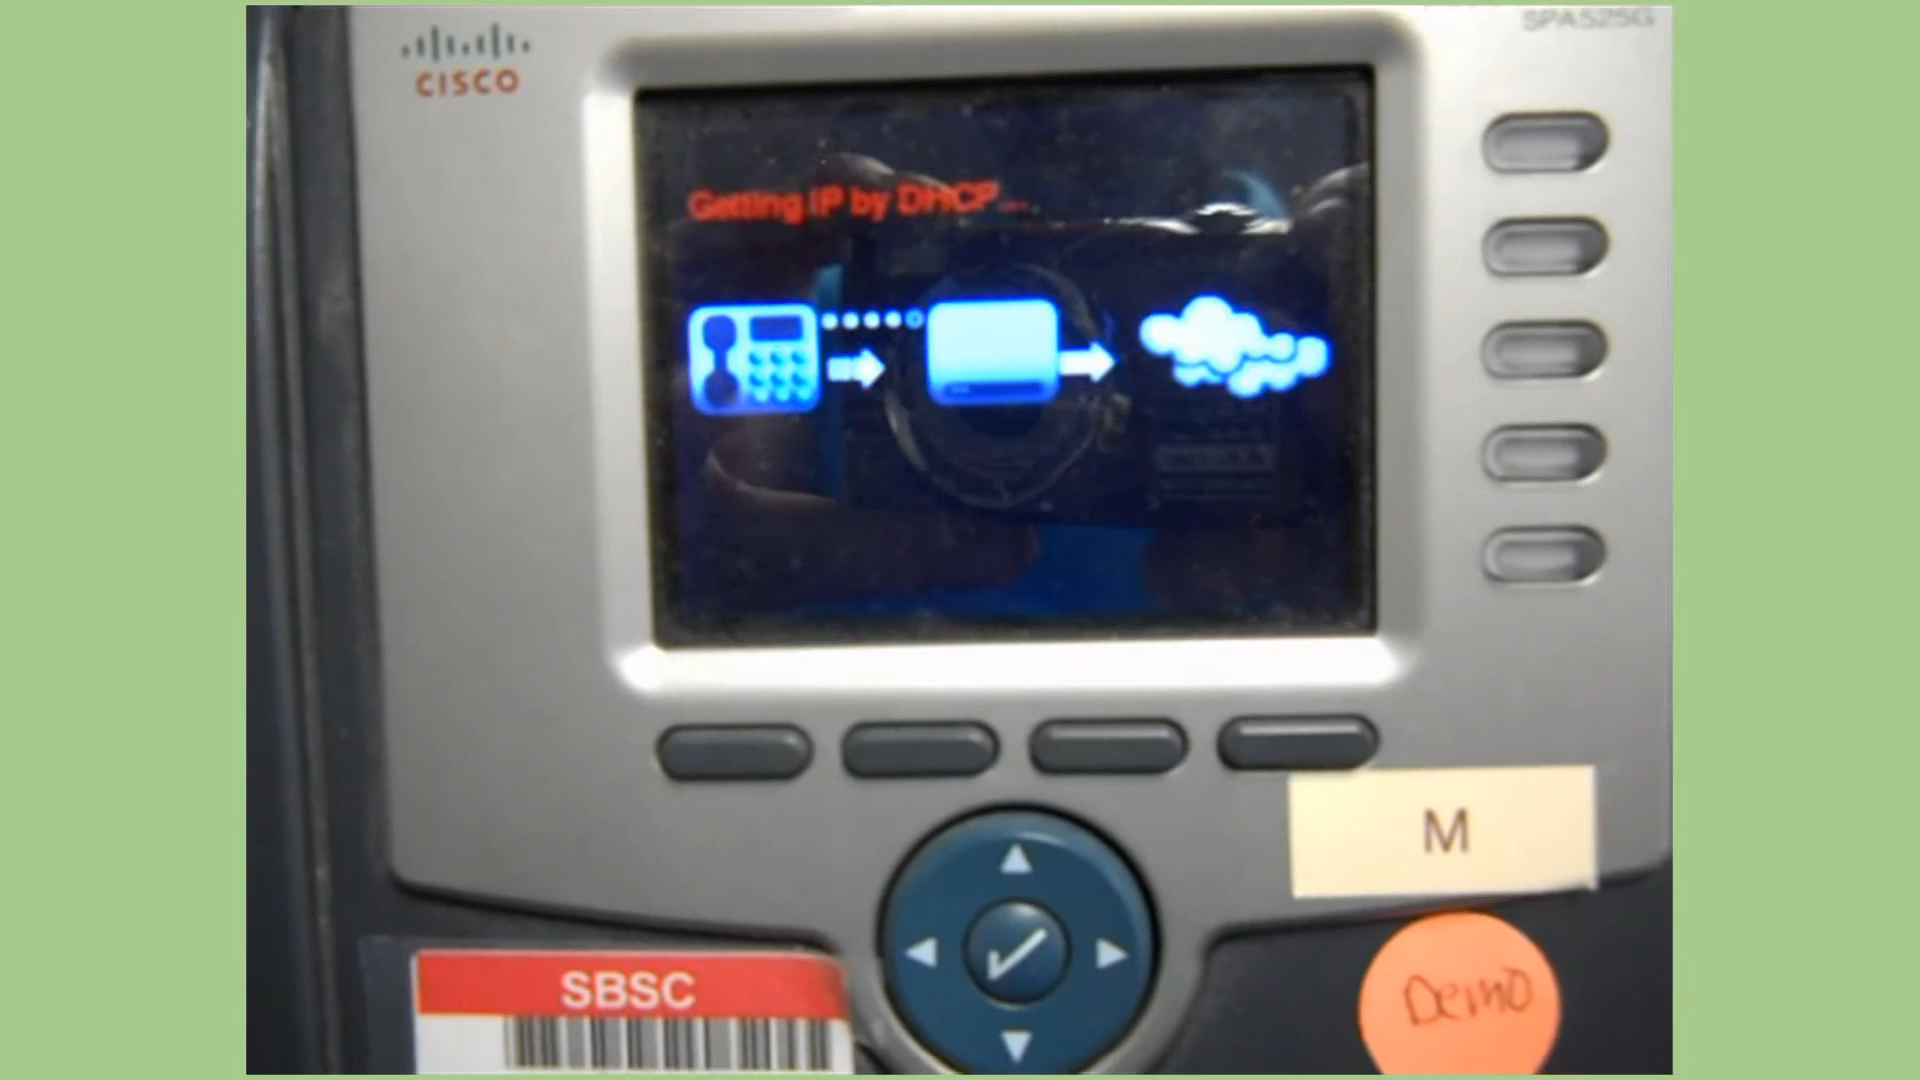 SPA525G
CISCO
Getting IP by DHCP...
M
SBSC
Demo